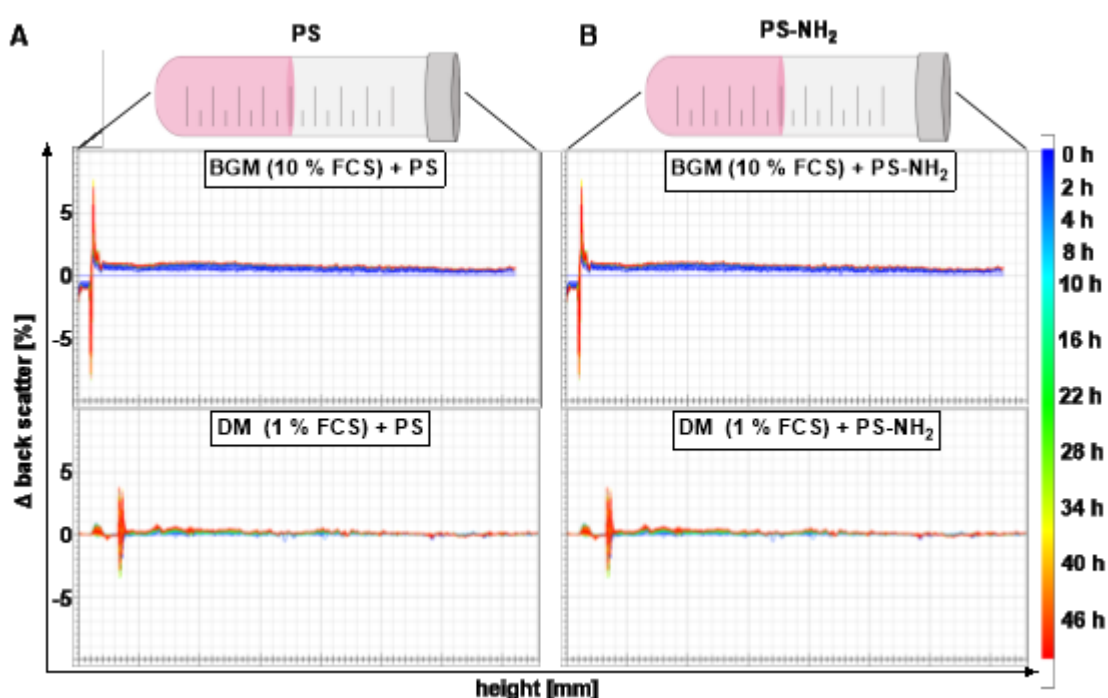 A
PS
B
PS-NH₂
BGM (10 % FCS) + PS
BGM (10 % FCS) + PS-NH₂
DM (1 % FCS) + PS
DM (1 % FCS) + PS-NH₂
Δ back scatter [%]
5
0
-5
5
0
-5
height [mm]
0 h
2 h
4 h
8 h
10 h
16 h
22 h
28 h
34 h
40 h
46 h